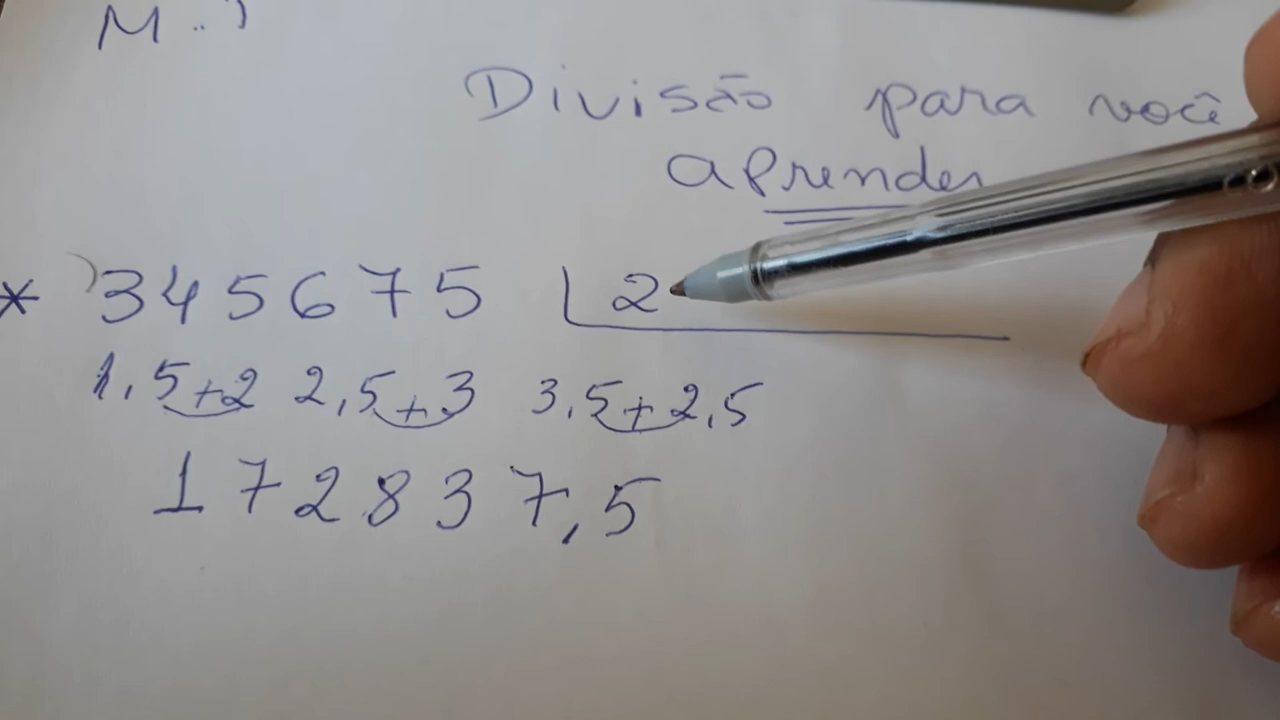 M..)
Divisão para você
aprender
* 345675 2
1,5+2 2,5+3 3,5+2,5
172837,5